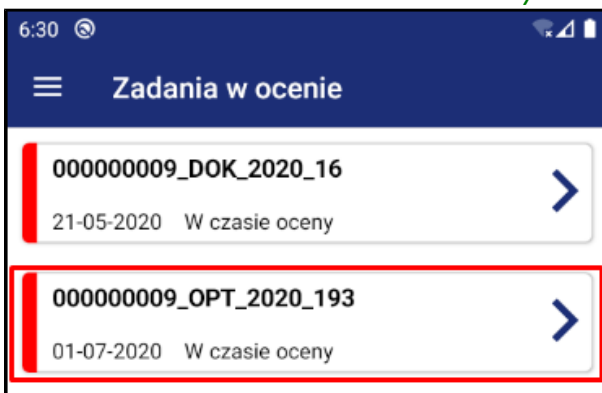 6:30
Zadania w ocenie
000000009_DOK_2020_16
21-05-2020 W czasie oceny
000000009_OPT_2020_193
01-07-2020 W czasie oceny